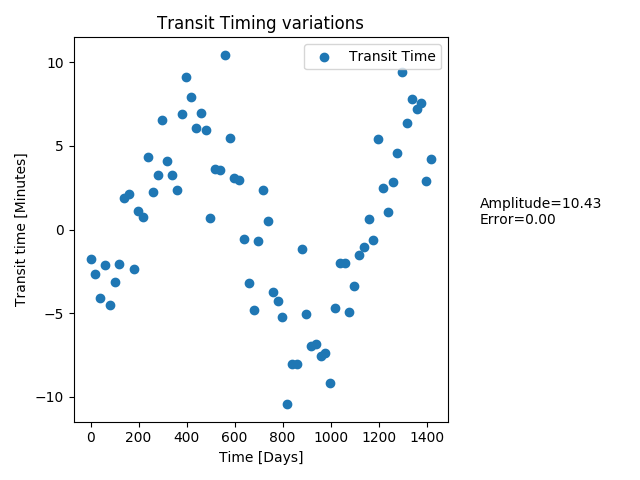 Transit Timing variations
Transit Time
Transit time [Minutes]
10
5
0
−5
−10
0 200 400 600 800 1000 1200 1400
Time [Days]
Amplitude=10.43
Error=0.00